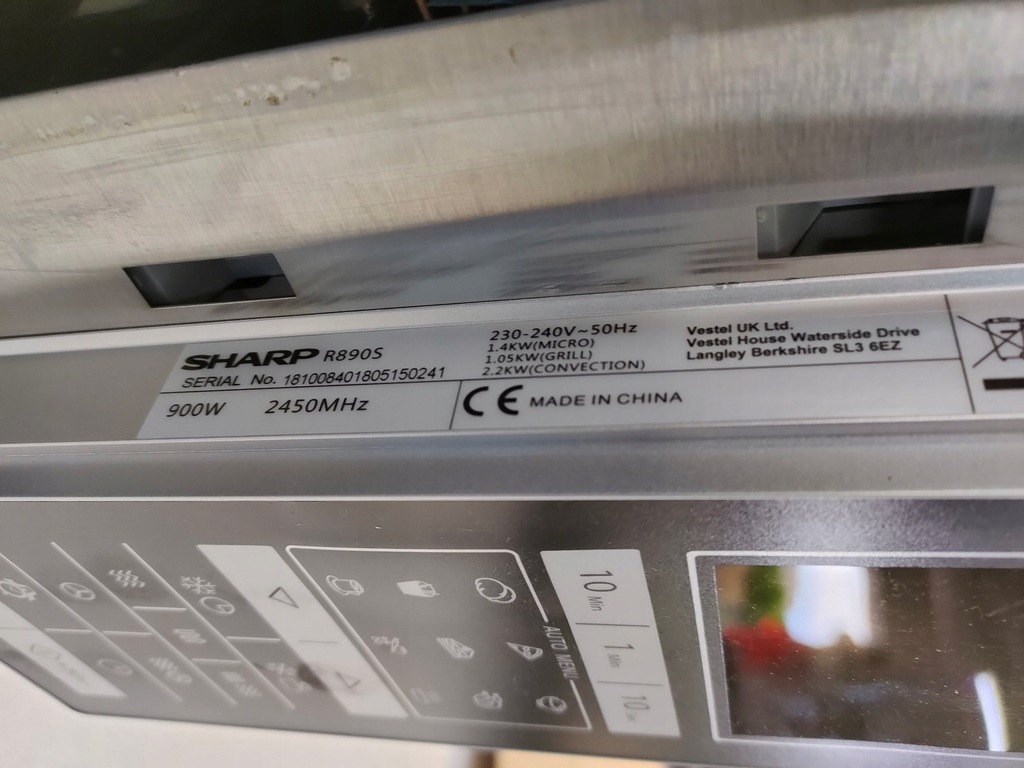 SHARP R890S
SERIAL No. 181008401805150241
900W 2450MHz
230-240V~50Hz
1.4KW(MICRO)
1.05KW(GRILL)
2.2KW(CONVECTION)
CE MADE IN CHINA
Vestel UK Ltd.
Vestel House Waterside Drive
Langley Berkshire SL3 6EZ
AUTO MENU
10 Min
1 Min
10 Sec